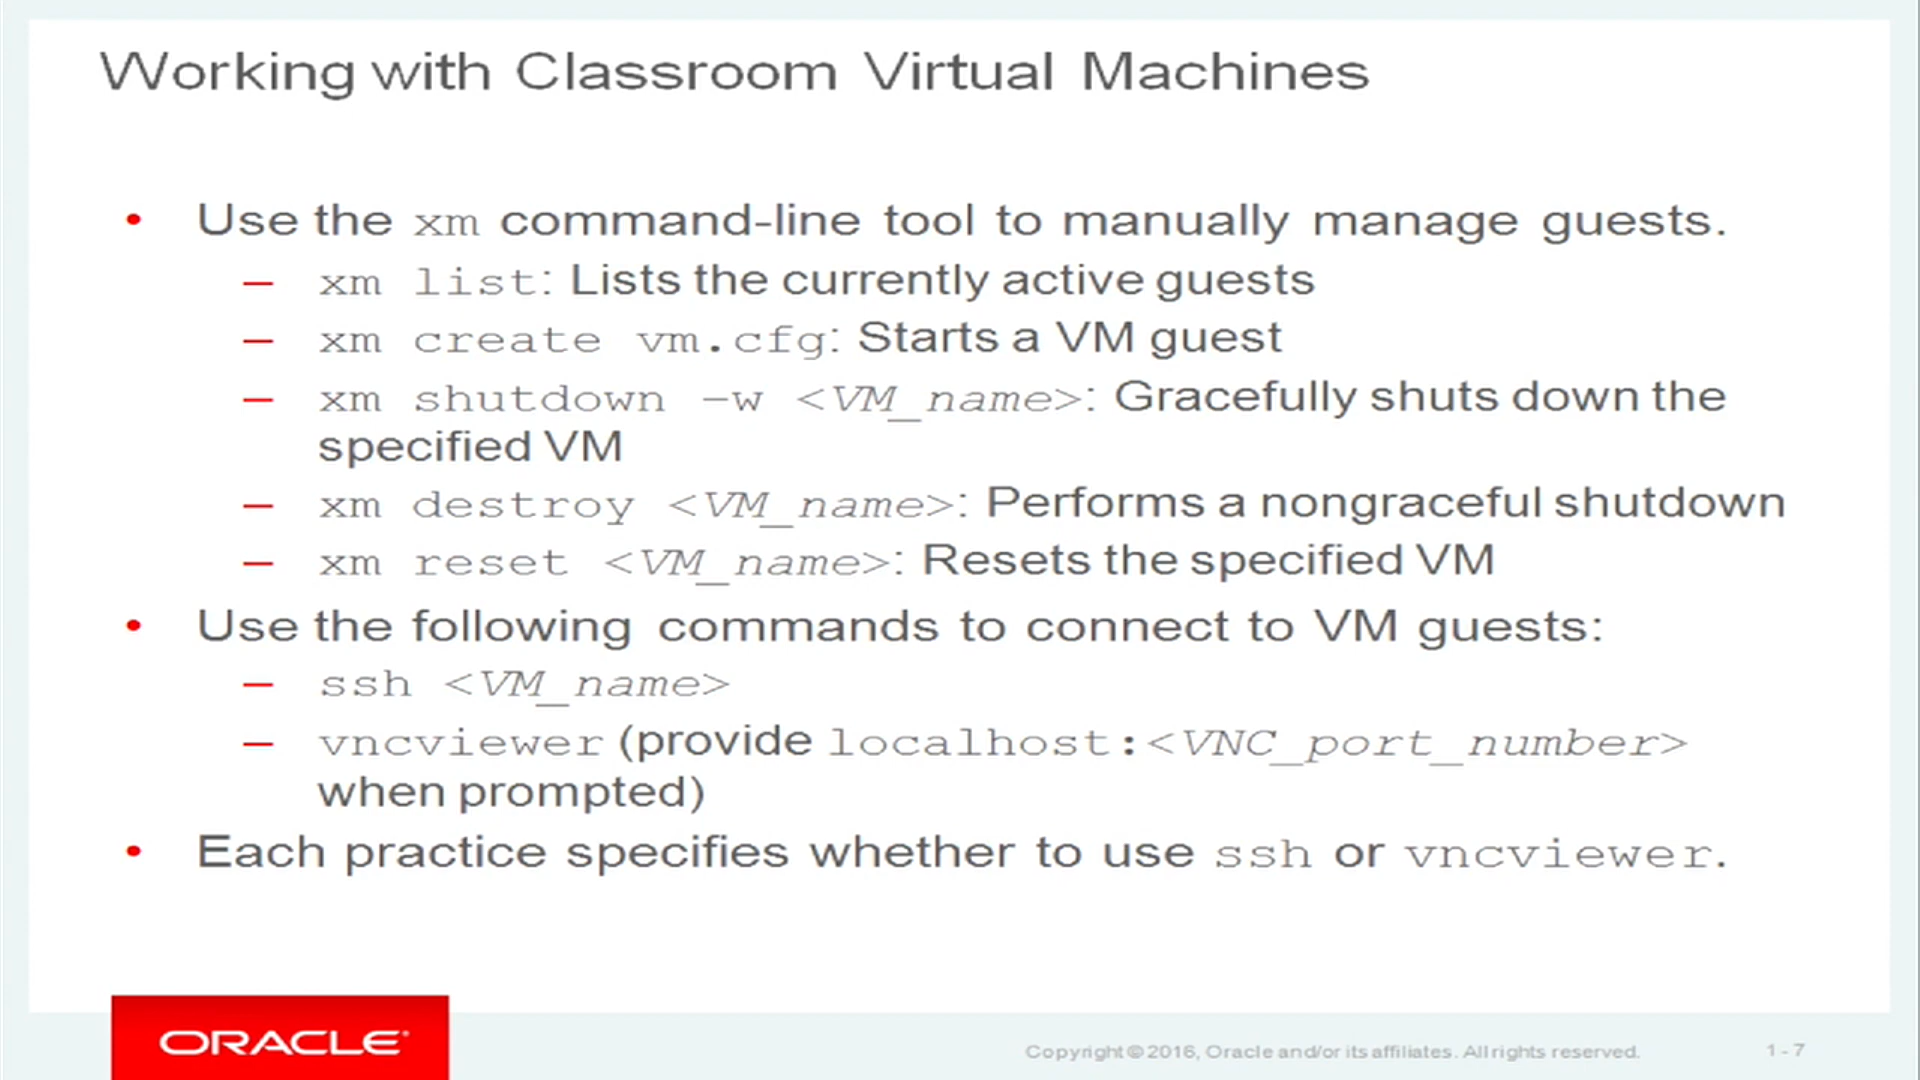 Working with Classroom Virtual Machines
• Use the xm command-line tool to manually manage guests.
– xm list: Lists the currently active guests
– xm create vm.cfg: Starts a VM guest
– xm shutdown –w <VM_name>: Gracefully shuts down the
specified VM
– xm destroy <VM_name>: Performs a nongraceful shutdown
– xm reset <VM_name>: Resets the specified VM
• Use the following commands to connect to VM guests:
– ssh <VM_name>
– vncviewer (provide localhost:<VNC_port_number>
when prompted)
• Each practice specifies whether to use ssh or vncviewer.
ORACLE®
Copyright © 2016, Oracle and/or its affiliates. All rights reserved.
1 - 7